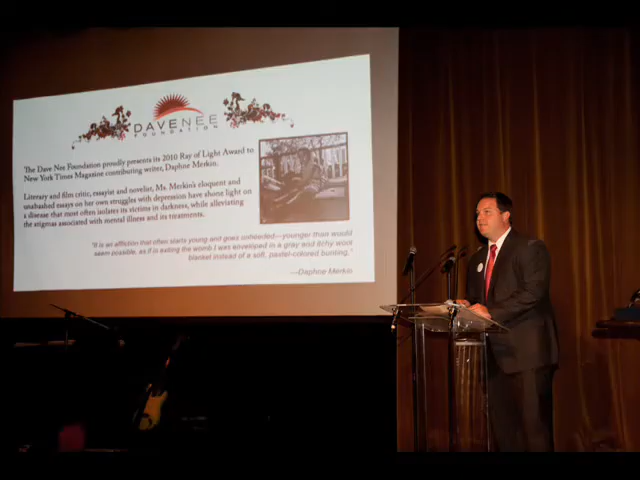 DAVENEE
FOUNDATION
The Dave Nee Foundation proudly presents its 2010 Ray of Light Award to
New York Times Magazine contributing writer, Daphne Merkin.
Literary and film critic, essayist and novelist, Ms. Merkin's eloquent and
unabashed essays on her own struggles with depression have shone light on
a disease that most often isolates its victims in darkness, while alleviating
the stigmas associated with mental illness and its treatments.
"It is an affliction that often starts young and goes unheeded—younger than would
seem possible, as if in exiting the womb I was enveloped in a gray and itchy wool
blanket instead of a soft, pastel-colored bunting."
—Daphne Merkin